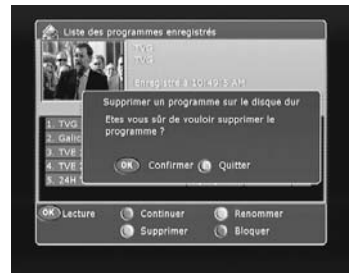 Liste des programmes enregistrés
TVG
TVG
Enregistré à 10:49:5 AM
Supprimer un programme sur le disque dur
Etes vous sûr de vouloir supprimer le
programme ?
OK Confirmer Quitter
1. TVG
2. Galic
3. TVE
4. TVE
5. 24H
OK Lecture Continuer Renommer
Supprimer Bloquer